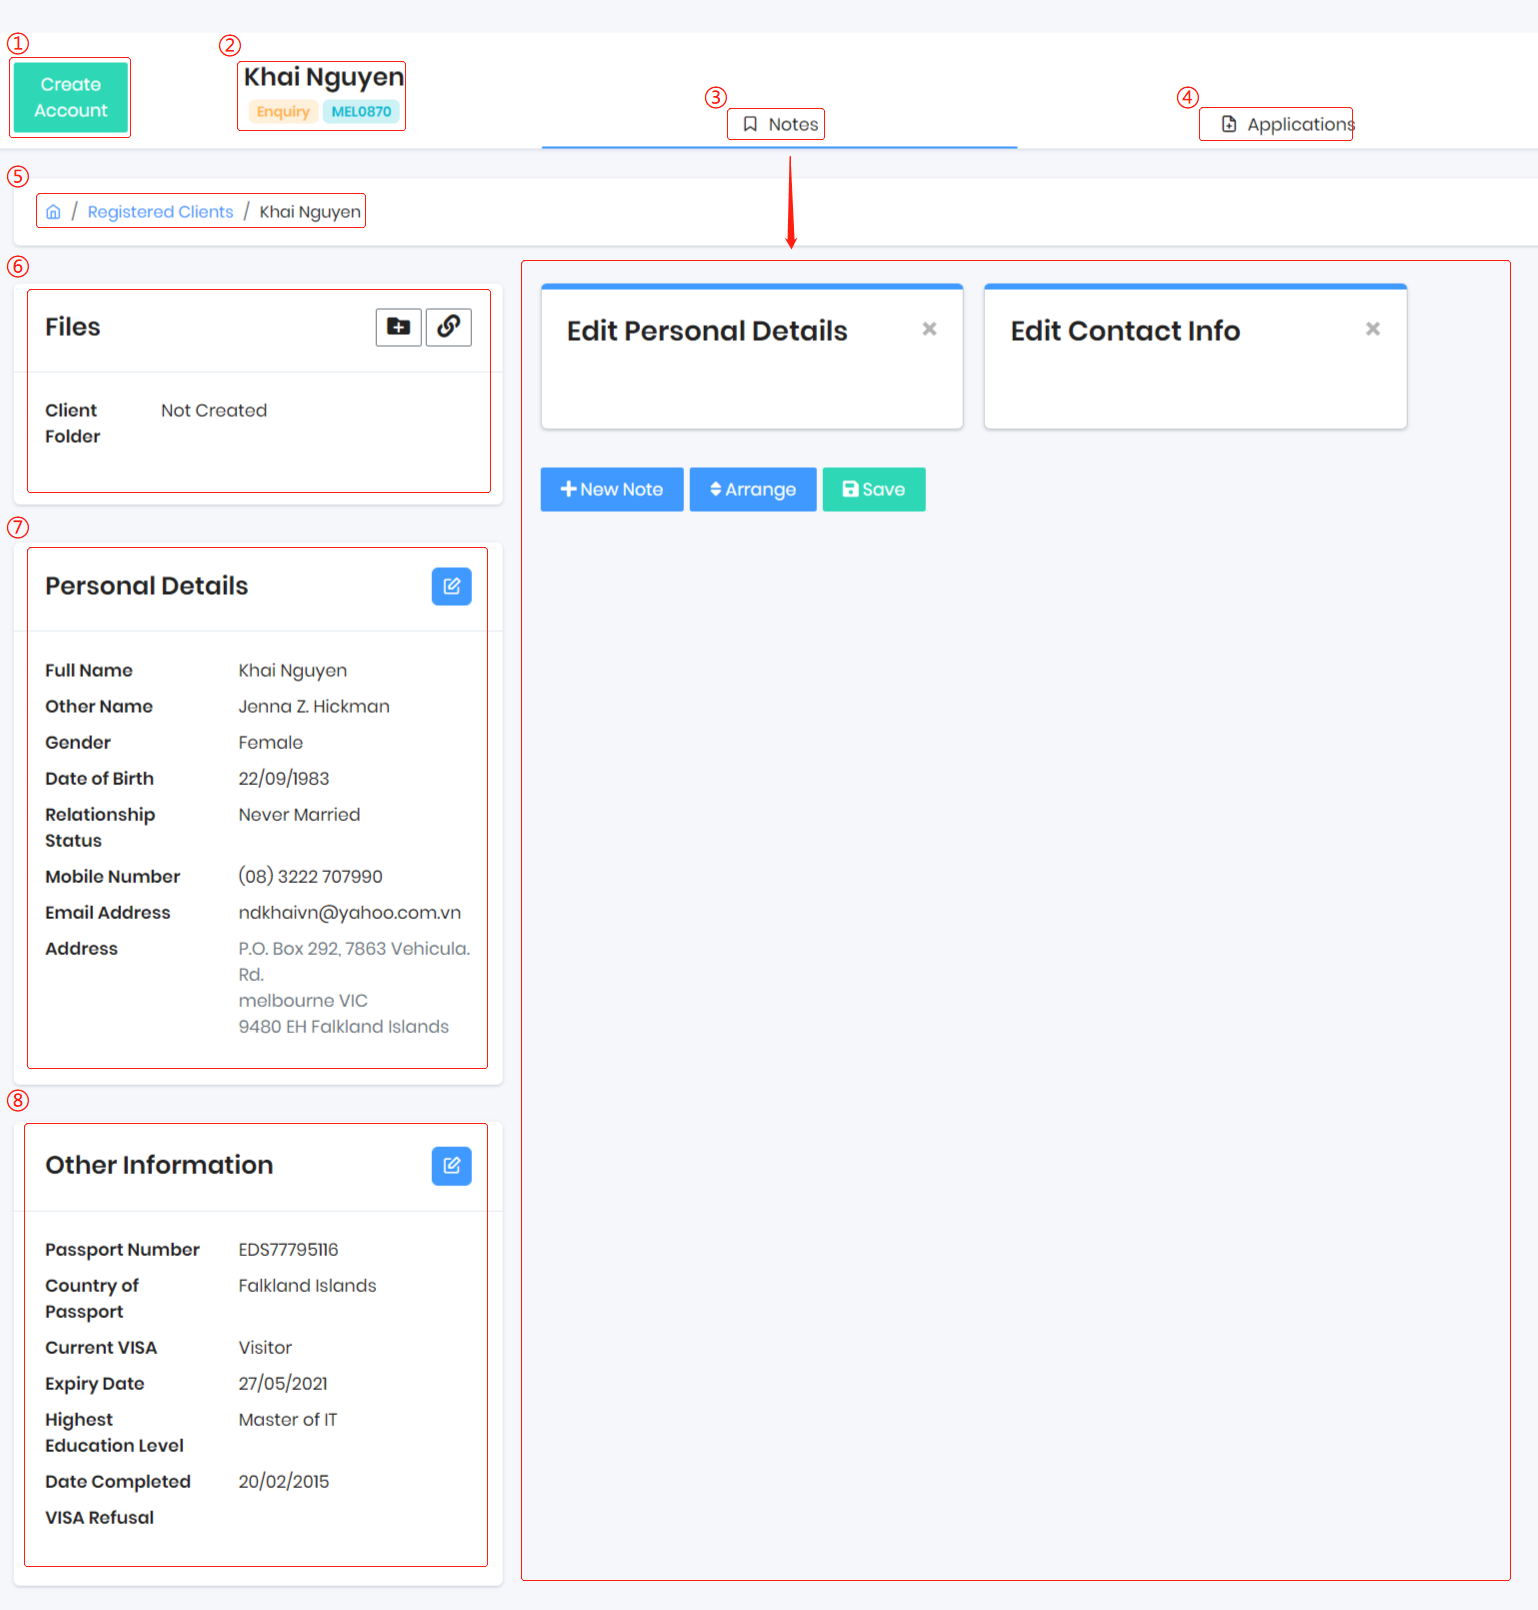 ①
Create
Account
②
Khai Nguyen
Enquiry MEL0870
③
Notes
④
Applications
⑤
/ Registered Clients / Khai Nguyen
⑥
Files
Client Folder
Not Created
Edit Personal Details ×
Edit Contact Info ×
New Note
Arrange
Save
⑦
Personal Details
Full Name Khai Nguyen
Other Name Jenna Z. Hickman
Gender Female
Date of Birth 22/09/1983
Relationship Status
Never Married
Mobile Number (08) 3222 707990
Email Address ndkhaivn@yahoo.com.vn
Address P.O. Box 292, 7863 Vehicula.
Rd.
melbourne VIC
9480 EH Falkland Islands
⑧
Other Information
Passport Number EDS77795116
Country of Passport
Falkland Islands
Current VISA Visitor
Expiry Date 27/05/2021
Highest Education Level
Master of IT
Date Completed 20/02/2015
VISA Refusal